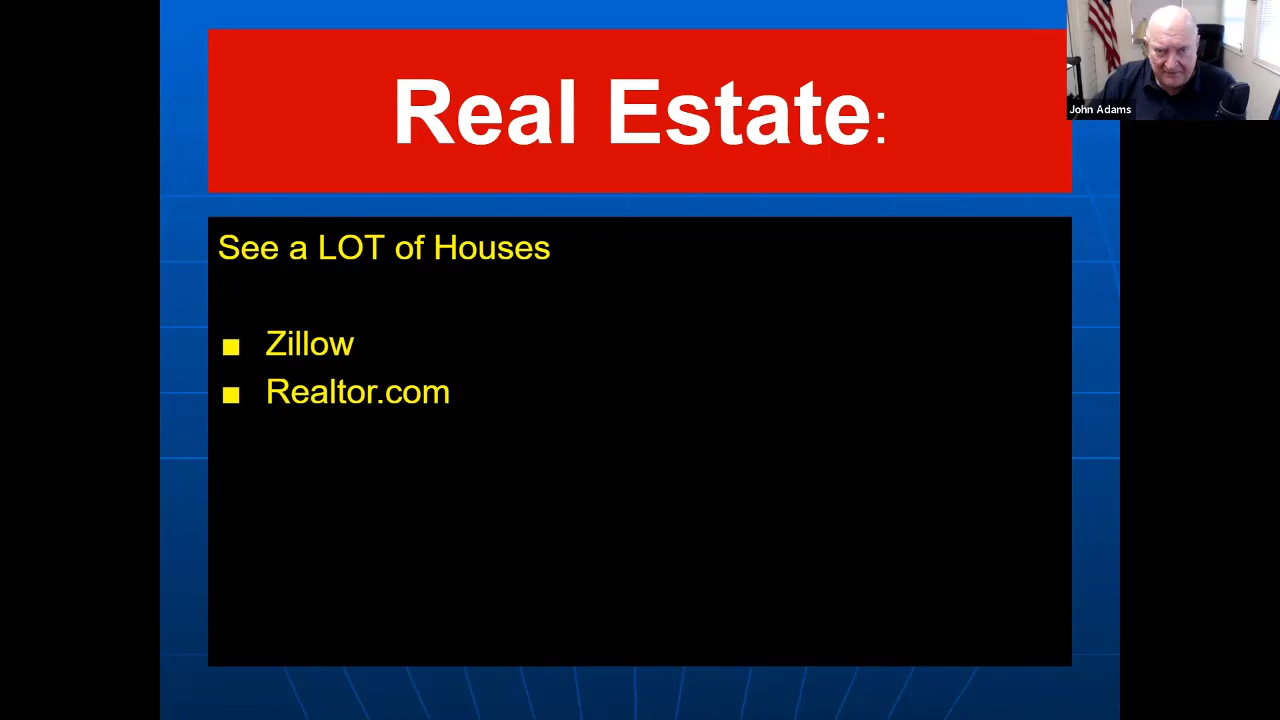 Real Estate:
John Adams
See a LOT of Houses
■ Zillow
■ Realtor.com